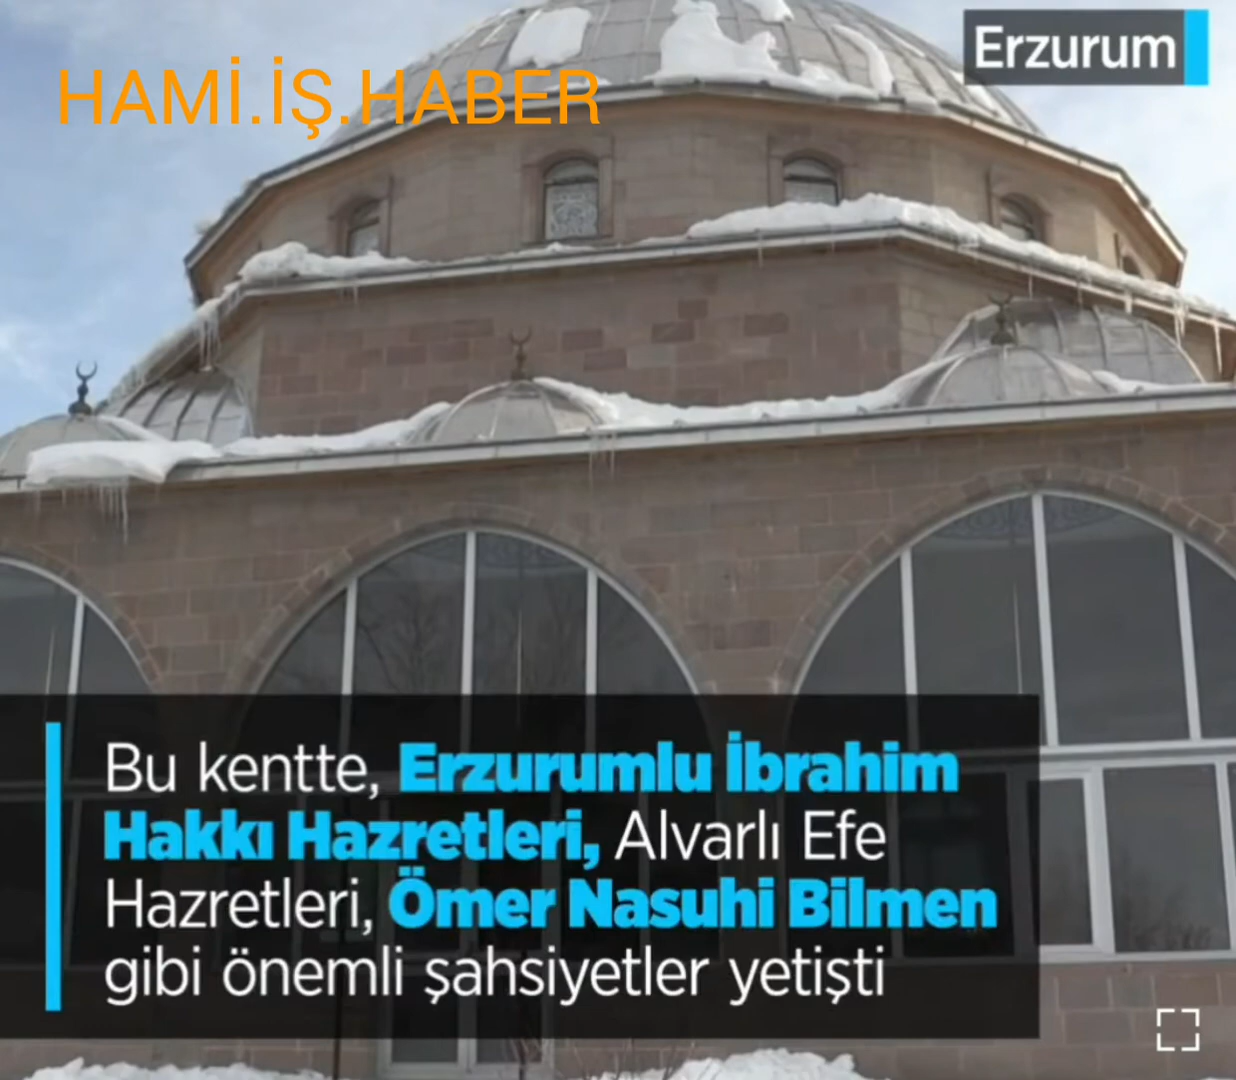 Erzurum
HAMİ.İŞ.HABER
Bu kentte, Erzurumlu İbrahim
Hakkı Hazretleri, Alvarlı Efe
Hazretleri, Ömer Nasuhi Bilmen
gibi önemli şahsiyetler yetişti